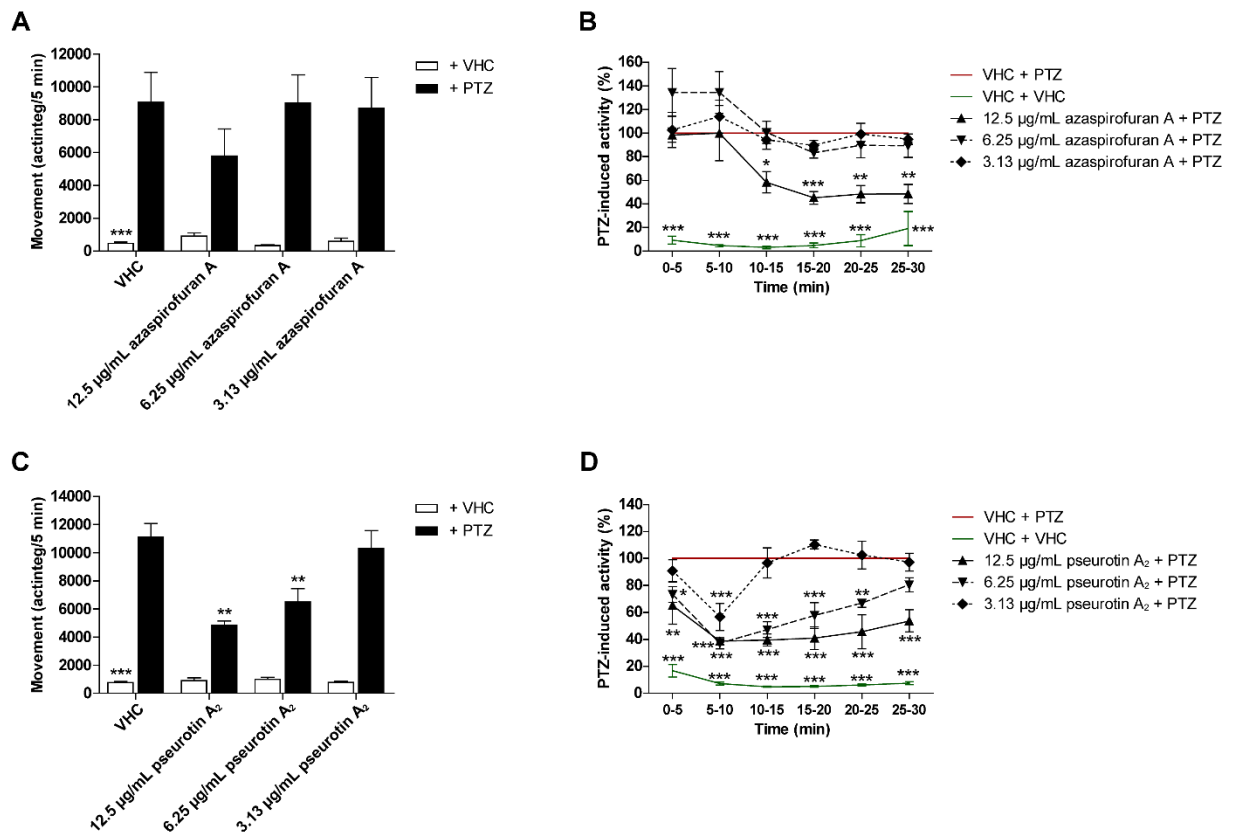 A
Movement (actinteg/5 min)
12000
10000
8000
6000
4000
2000
0
***
+ VHC
+ PTZ
VHC
12.5 µg/mL azaspirofuran A
6.25 µg/mL azaspirofuran A
3.13 µg/mL azaspirofuran A
B
PTZ-induced activity (%)
160
140
120
100
80
60
40
20
0
* *** ** **
*** *** *** *** *** ***
0-5 5-10 10-15 15-20 20-25 25-30
Time (min)
VHC + PTZ
VHC + VHC
12.5 µg/mL azaspirofuran A + PTZ
6.25 µg/mL azaspirofuran A + PTZ
3.13 µg/mL azaspirofuran A + PTZ
C
Movement (actinteg/5 min)
14000
12000
10000
8000
6000
4000
2000
0
*** ** **
+ VHC
+ PTZ
VHC
12.5 µg/mL pseurotin A₂
6.25 µg/mL pseurotin A₂
3.13 µg/mL pseurotin A₂
D
PTZ-induced activity (%)
140
120
100
80
60
40
20
0
* *** *** *** **
** *** *** *** *** *** ***
*** *** *** *** *** ***
0-5 5-10 10-15 15-20 20-25 25-30
Time (min)
VHC + PTZ
VHC + VHC
12.5 µg/mL pseurotin A₂ + PTZ
6.25 µg/mL pseurotin A₂ + PTZ
3.13 µg/mL pseurotin A₂ + PTZ